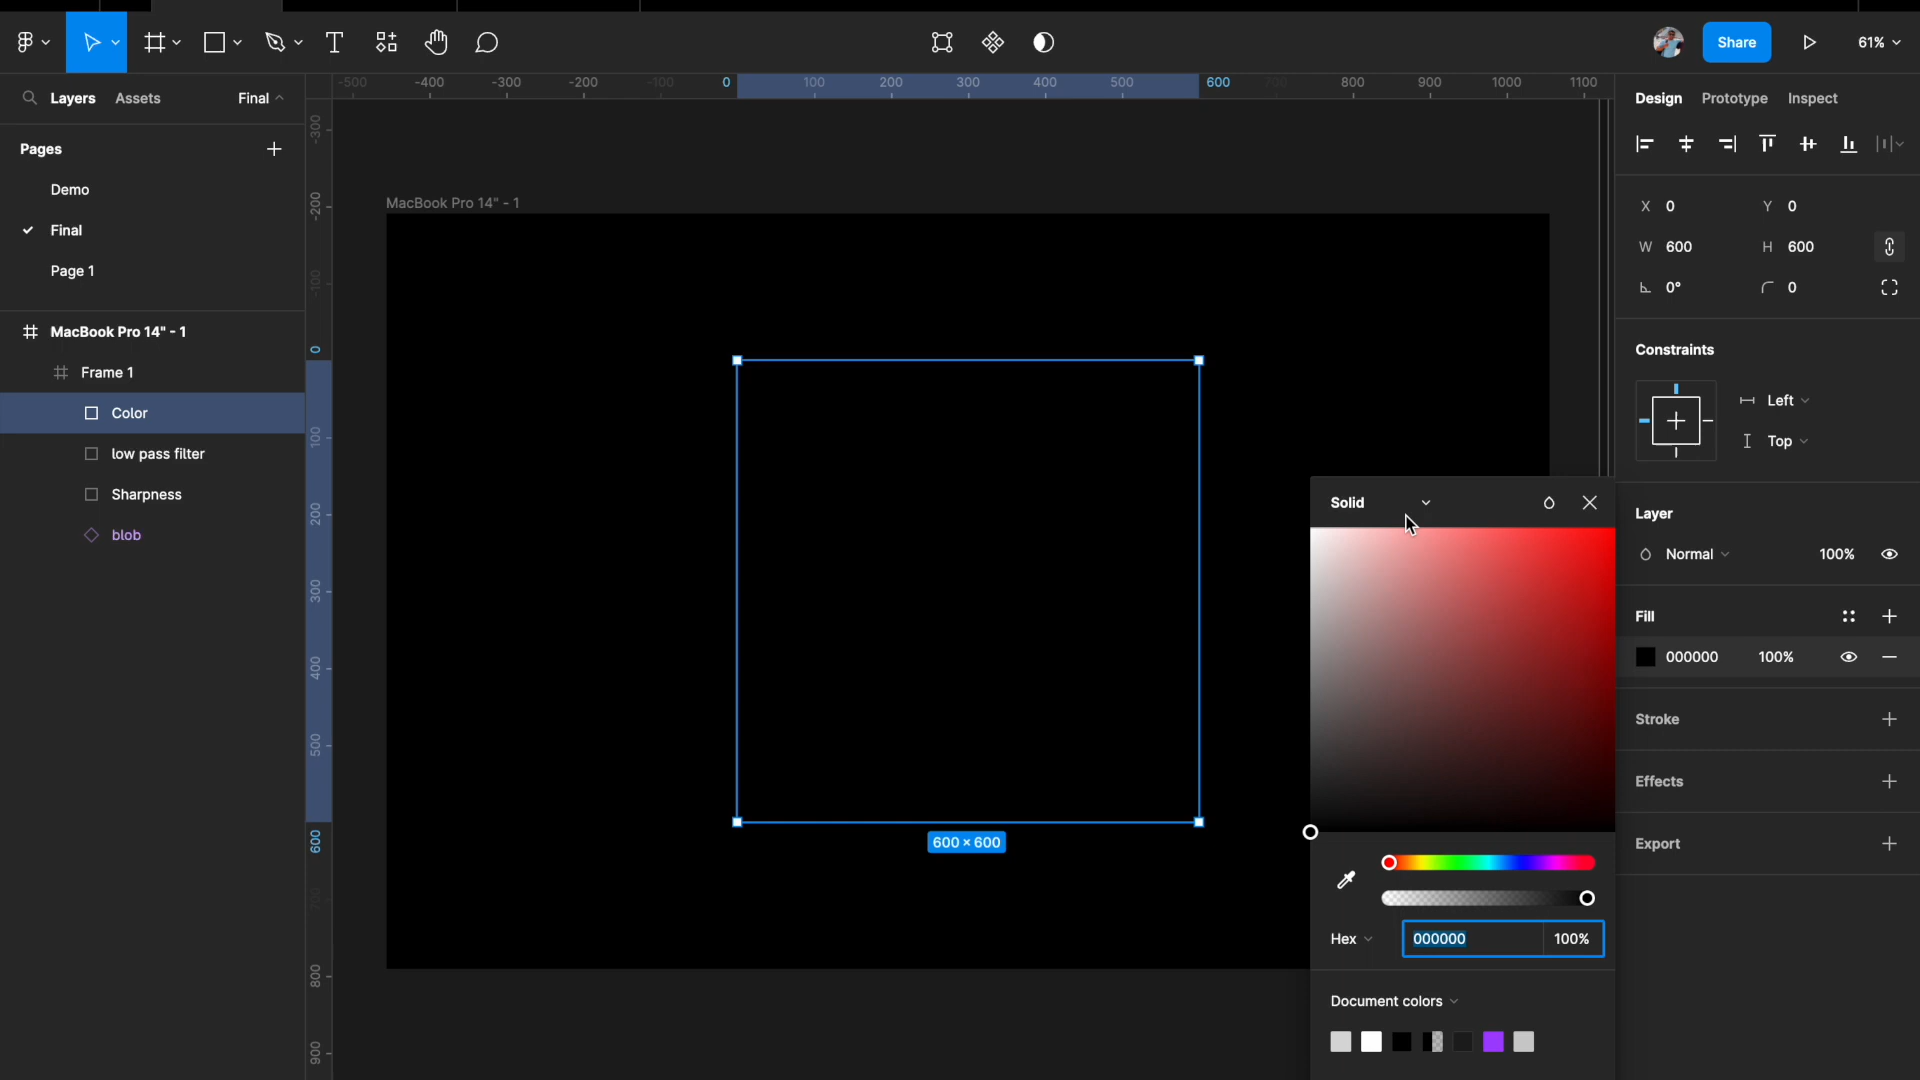 Share
61%
Layers
Assets
Final
Pages
Demo
Final
Page 1
MacBook Pro 14" - 1
Frame 1
Color
low pass filter
Sharpness
blob
-500
-400
-300
-200
-100
0
100
200
300
400
500
600
700
800
900
1000
1100
-300
-200
-100
0
100
200
300
400
500
600
700
800
900
MacBook Pro 14" - 1
600 × 600
Solid
Hex
000000
100%
Document colors
Design
Prototype
Inspect
X 0
Y 0
W 600
H 600
0°
0
Constraints
Left
Top
Layer
Normal
100%
Fill
000000
100%
Stroke
Effects
Export